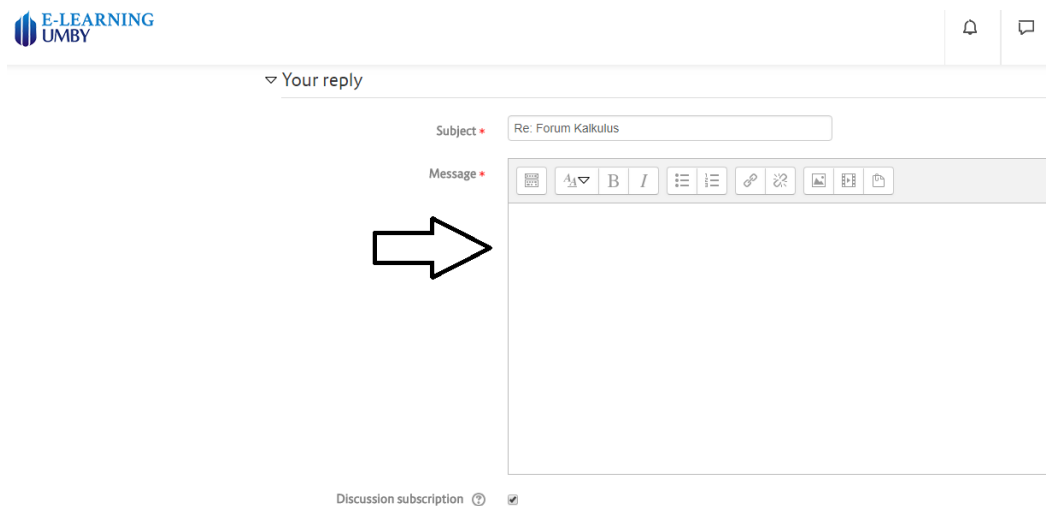 E-LEARNING
UMBY
Your reply
Subject
Re: Forum Kalkulus
Message
B I
Discussion subscription